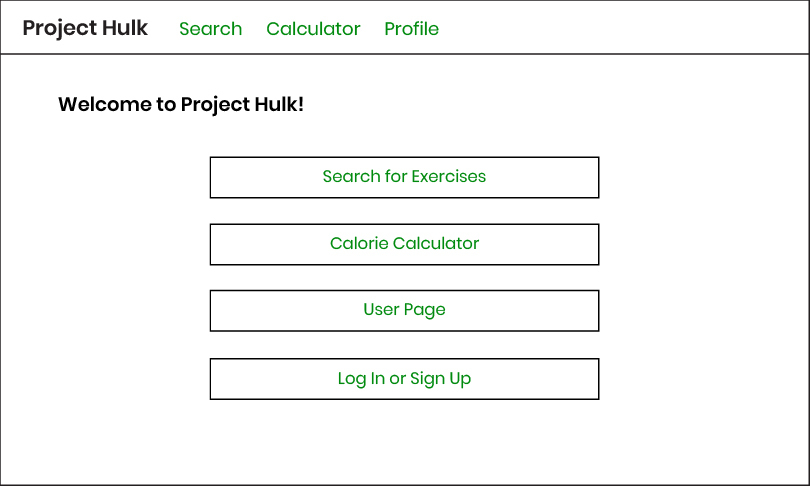 Project Hulk Search Calculator Profile
Welcome to Project Hulk!
Search for Exercises
Calorie Calculator
User Page
Log In or Sign Up